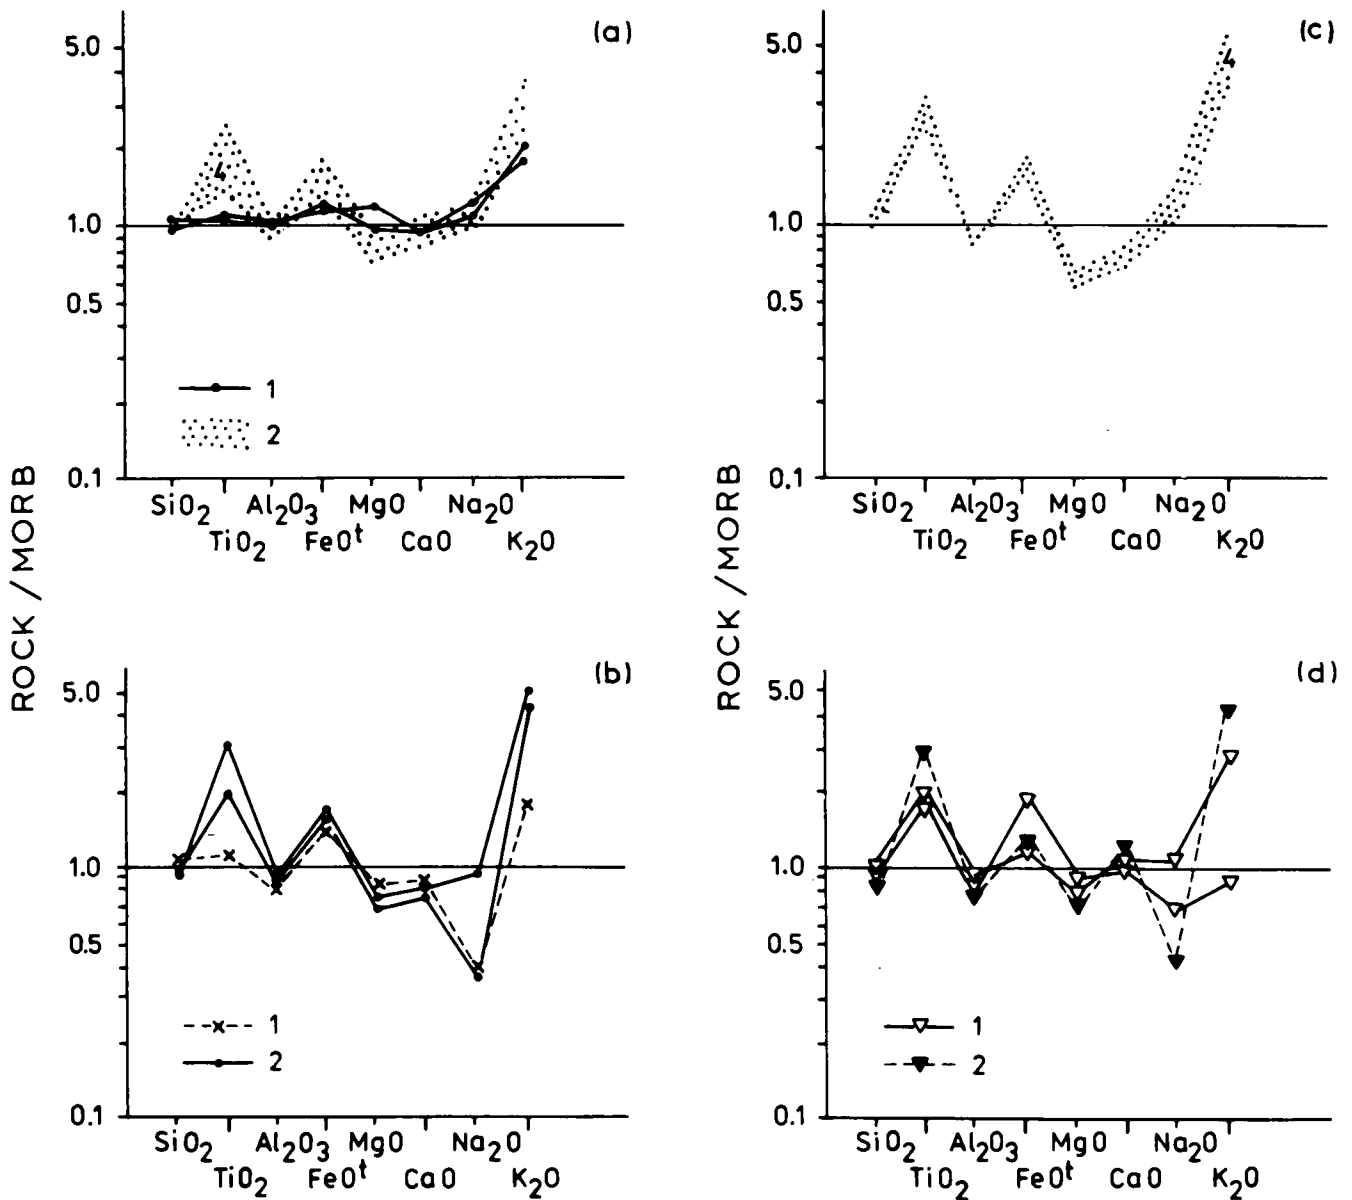 (a)
5.0
4
1.0
0.5
1
2
0.1
SiO₂ Al₂O₃ MgO Na₂O
TiO₂ FeOᵗ CaO K₂O
(c)
5.0
4
1.0
0.5
0.1
SiO₂ Al₂O₃ MgO Na₂O
TiO₂ FeOᵗ CaO K₂O
ROCK / MORB
ROCK / MORB
(b)
5.0
1.0
0.5
1
2
0.1
SiO₂ Al₂O₃ MgO Na₂O
TiO₂ FeOᵗ CaO K₂O
(d)
5.0
1.0
0.5
1
2
0.1
SiO₂ Al₂O₃ MgO Na₂O
TiO₂ FeOᵗ CaO K₂O